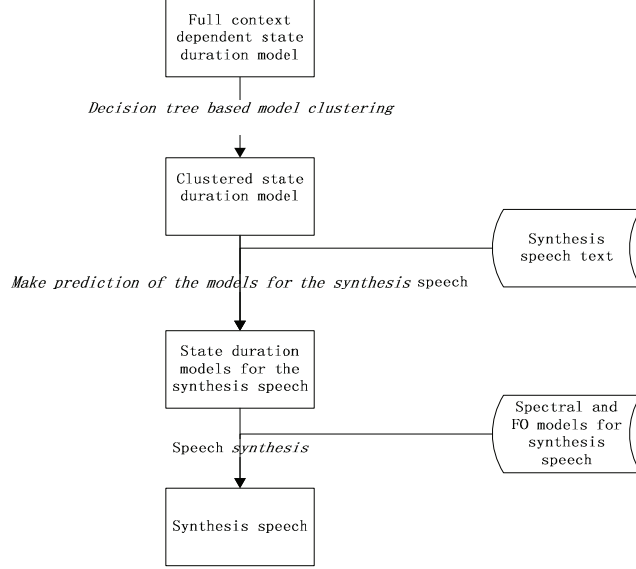 Full context
dependent state
duration model
Decision tree based model clustering
Clustered state
duration model
Synthesis
speech text
Make prediction of the models for the synthesis speech
State duration
models for the
synthesis speech
Spectral and
FO models for
synthesis
speech
Speech synthesis
Synthesis speech